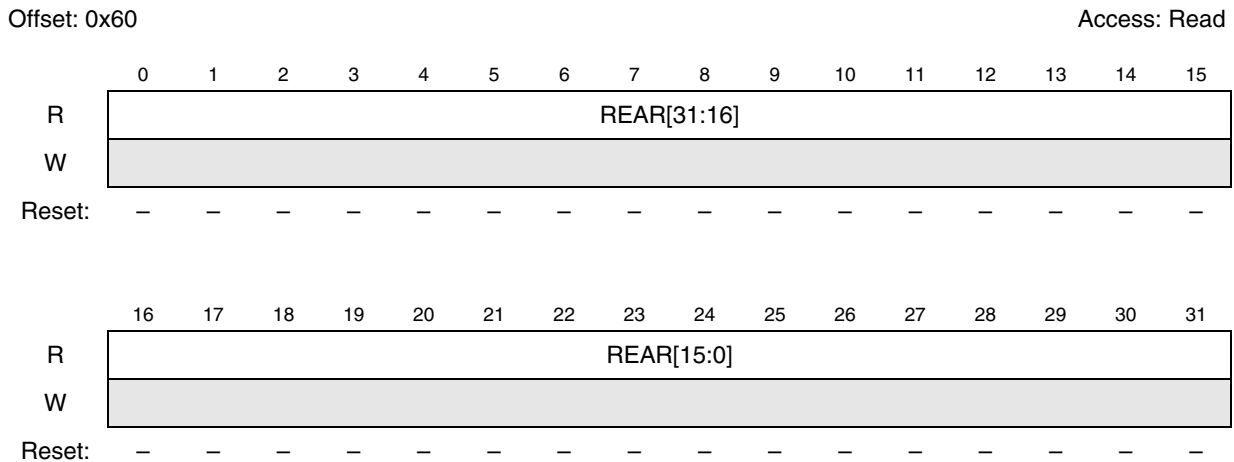 Offset: 0x60 Access: Read
0 1 2 3 4 5 6 7 8 9 10 11 12 13 14 15
R REAR[31:16]
W
Reset: – – – – – – – – – – – – – – – –
16 17 18 19 20 21 22 23 24 25 26 27 28 29 30 31
R REAR[15:0]
W
Reset: – – – – – – – – – – – – – – – –